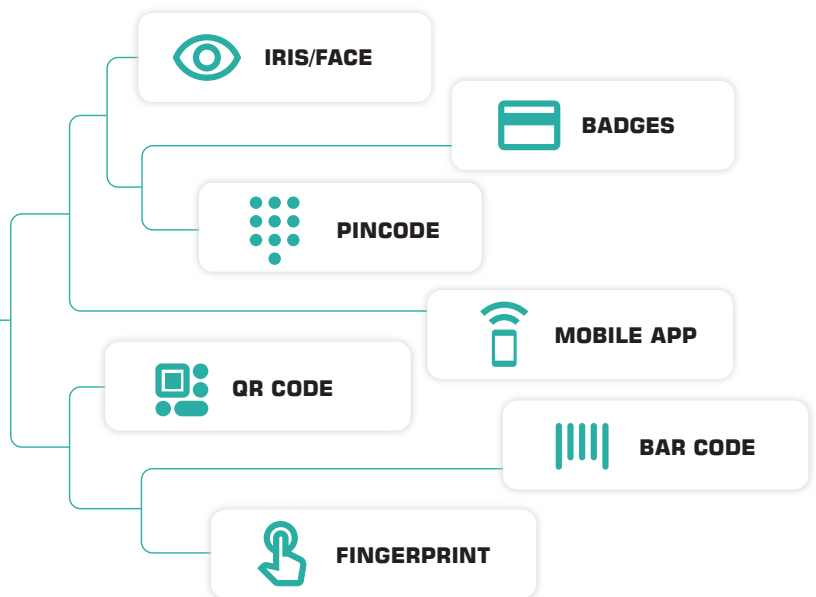 IRIS/FACE
BADGES
PINCODE
MOBILE APP
QR CODE
BAR CODE
FINGERPRINT